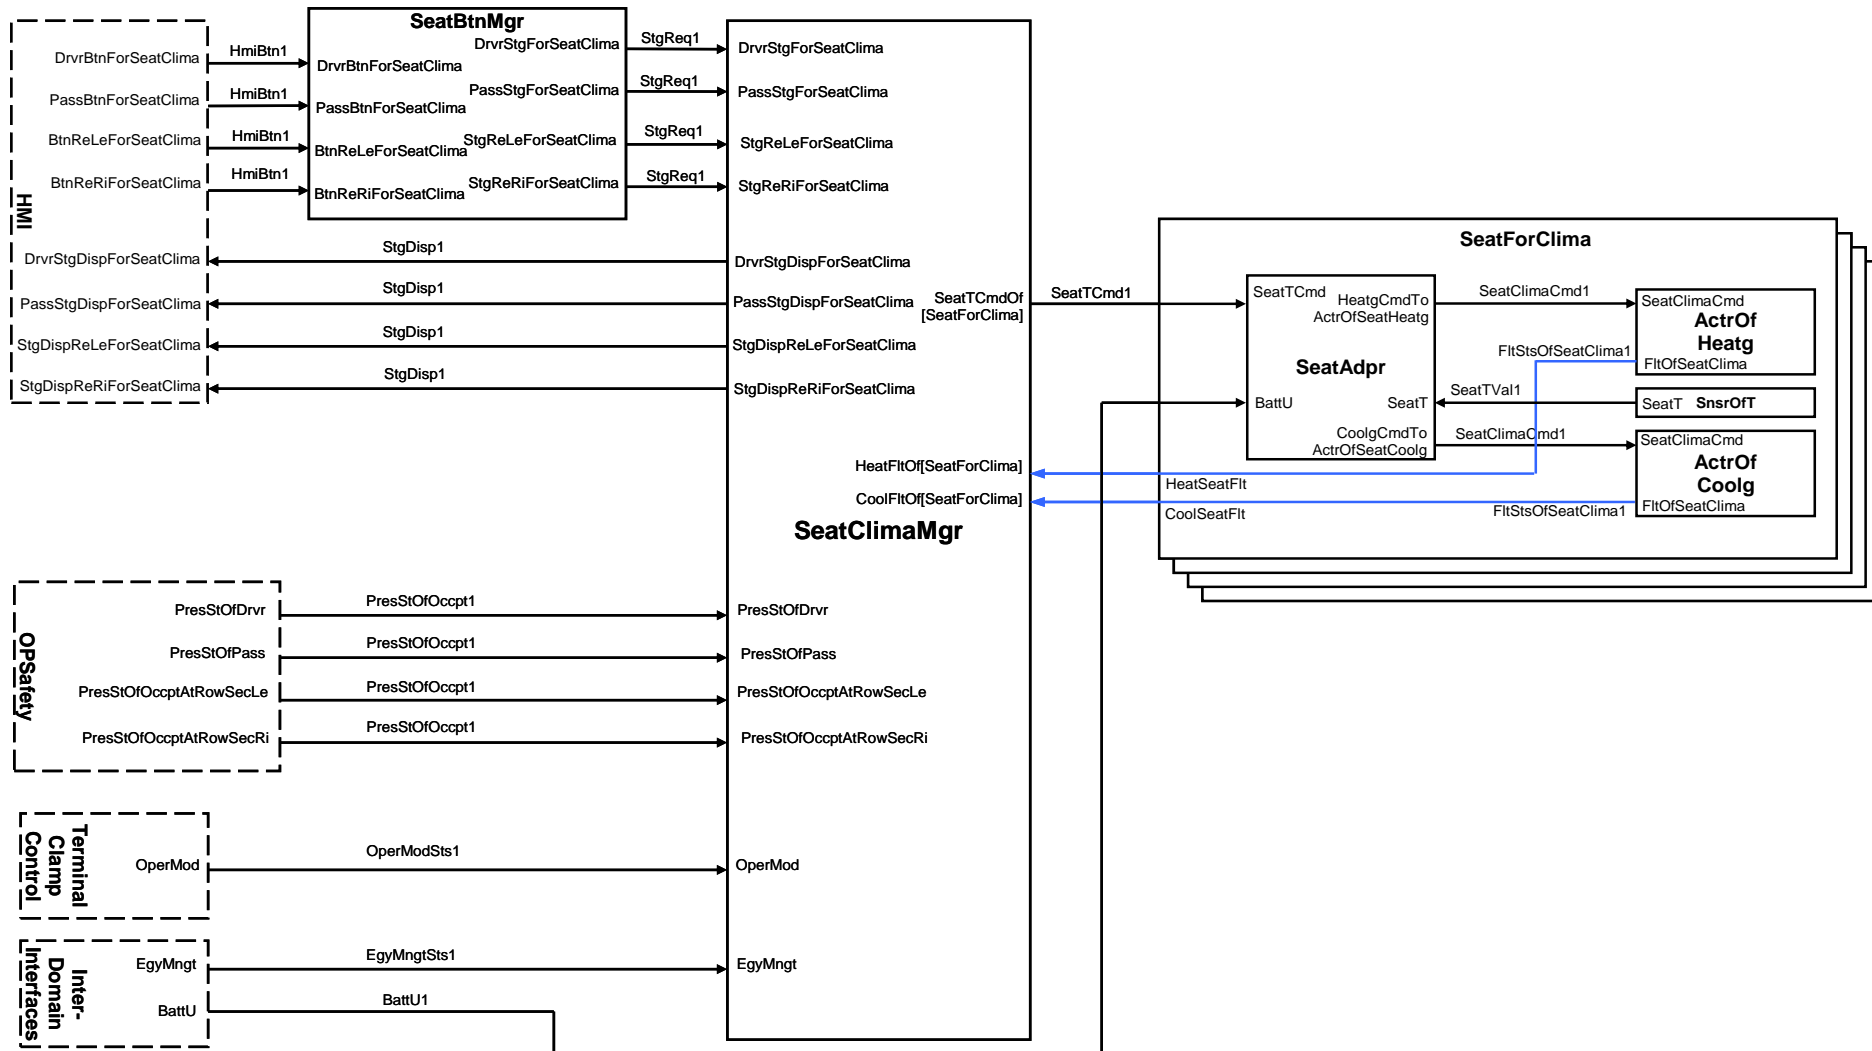 HMI
DrvrBtnForSeatClima
PassBtnForSeatClima
BtnReLeForSeatClima
BtnReRiForSeatClima
DrvrStgDispForSeatClima
PassStgDispForSeatClima
StgDispReLeForSeatClima
StgDispReRiForSeatClima
HmiBtn1
HmiBtn1
HmiBtn1
HmiBtn1
SeatBtnMgr
DrvrBtnForSeatClima
PassBtnForSeatClima
BtnReLeForSeatClima
BtnReRiForSeatClima
DrvrStgForSeatClima
PassStgForSeatClima
StgReLeForSeatClima
StgReRiForSeatClima
StgReq1
StgReq1
StgReq1
StgReq1
StgDisp1
StgDisp1
StgDisp1
StgDisp1
DrvrStgForSeatClima
PassStgForSeatClima
StgReLeForSeatClima
StgReRiForSeatClima
DrvrStgDispForSeatClima
PassStgDispForSeatClima
StgDispReLeForSeatClima
StgDispReRiForSeatClima
SeatTCmdOf
[SeatForClima]
HeatFltOf[SeatForClima]
CoolFltOf[SeatForClima]
SeatClimaMgr
PresStOfDrvr
PresStOfPass
PresStOfOccptAtRowSecLe
PresStOfOccptAtRowSecRi
OperMod
EgyMngt
SeatTCmd1
SeatForClima
SeatTCmd
HeatgCmdTo
ActrOfSeatHeatg
SeatAdpr
BattU
SeatT
CoolgCmdTo
ActrOfSeatCoolg
SeatClimaCmd1
FltStsOfSeatClima1
SeatTVal1
SeatClimaCmd1
FltStsOfSeatClima1
HeatSeatFlt
CoolSeatFlt
SeatClimaCmd
ActrOf
Heatg
FltOfSeatClima
SeatT SnsrOfT
SeatClimaCmd
ActrOf
Coolg
FltOfSeatClima
OPSafety
PresStOfDrvr
PresStOfPass
PresStOfOccptAtRowSecLe
PresStOfOccptAtRowSecRi
PresStOfOccpt1
PresStOfOccpt1
PresStOfOccpt1
PresStOfOccpt1
Terminal
Clamp
Control
OperMod
OperModSts1
Inter-
Domain
Interfaces
EgyMngt
BattU
EgyMngtSts1
BattU1